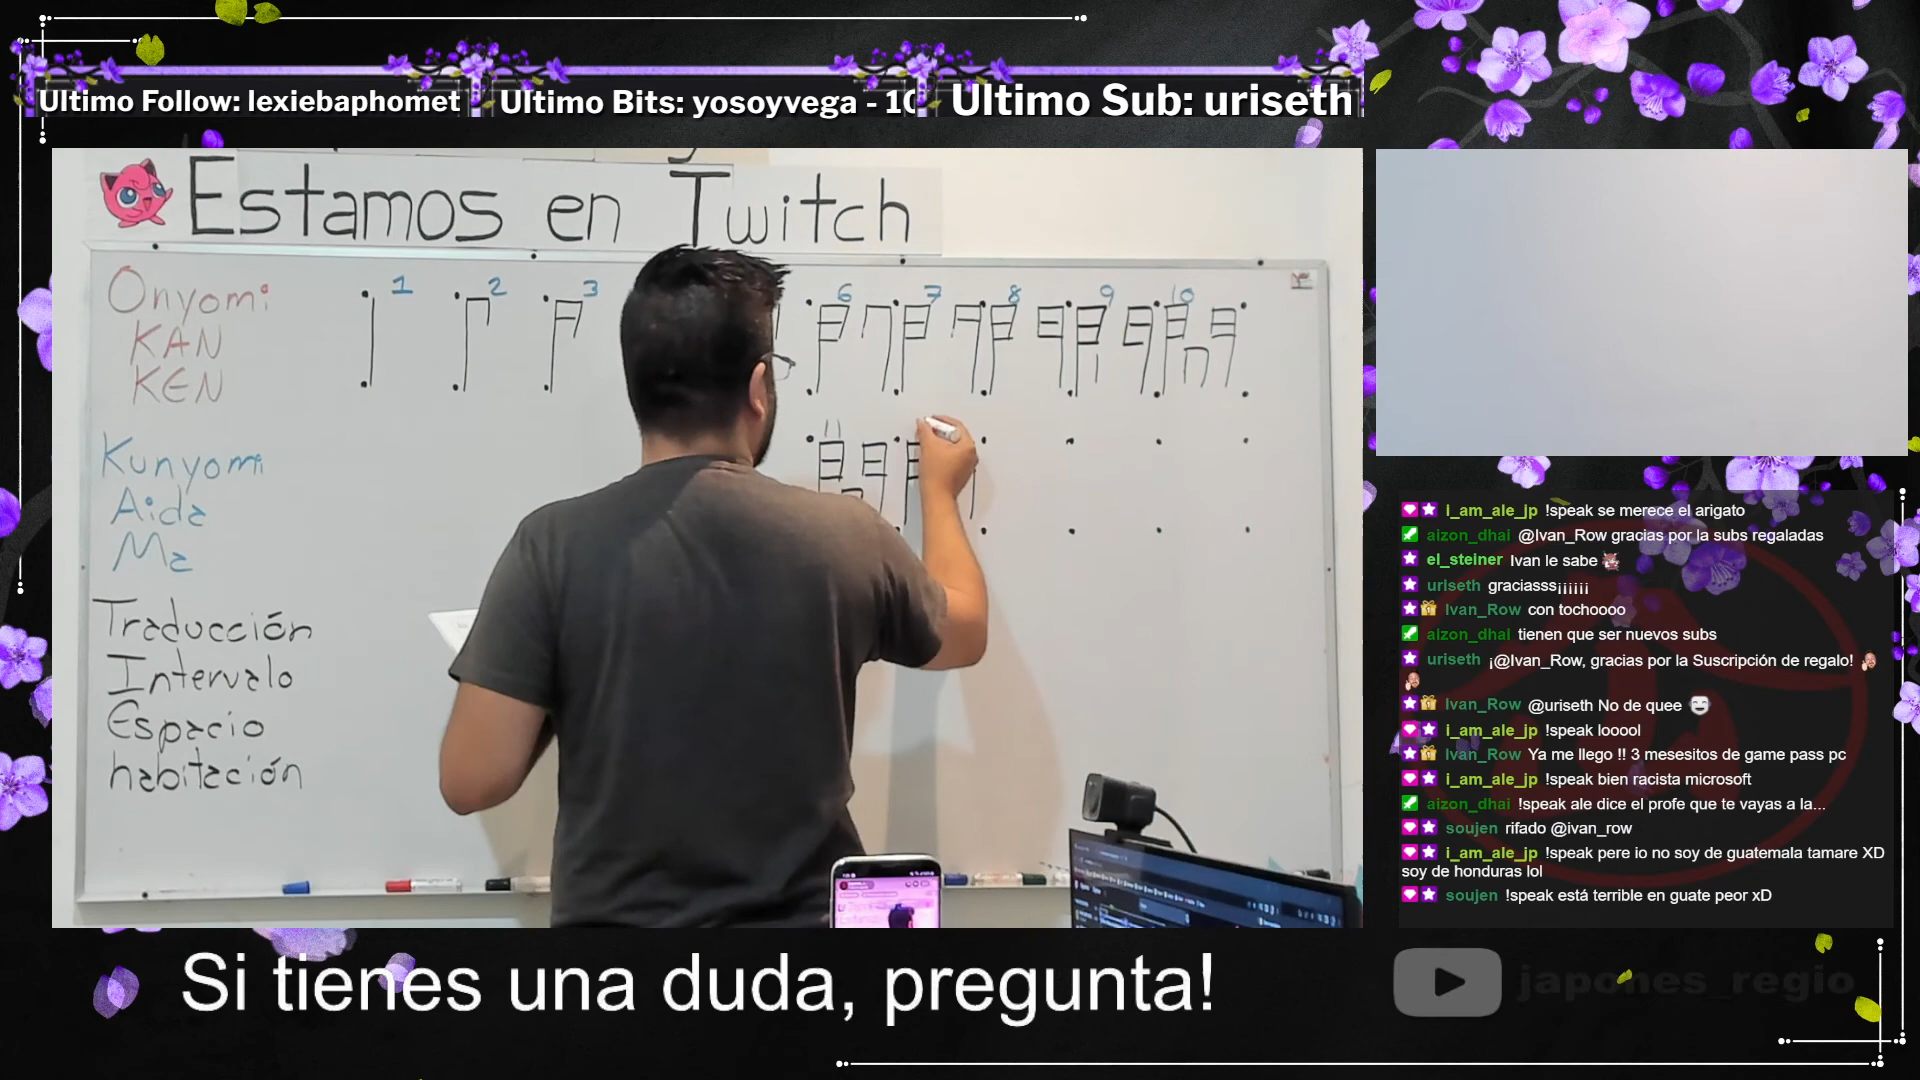 Ultimo Follow: lexiebaphomet
Ultimo Bits: yosoyvega - 10
Ultimo Sub: uriseth
Estamos en Twitch
Onyomi
KAN
KEN
1 2 3 6 7 8 9 10
11
Kunyomi
Aida
Ma
Traducción
Intervalo
Espacio
habitación
i_am_ale_jp !speak se merece el arigato
aizon_dhai @Ivan_Row gracias por la subs regaladas
el_steiner Ivan le sabe
uriseth graciasss¡¡¡¡¡¡
Ivan_Row con tochoooo
aizon_dhai tienen que ser nuevos subs
uriseth ¡@Ivan_Row, gracias por la Suscripción de regalo!
Ivan_Row @uriseth No de quee
i_am_ale_jp !speak looool
Ivan_Row Ya me llego !! 3 mesesitos de game pass pc
i_am_ale_jp !speak bien racista microsoft
aizon_dhai !speak ale dice el profe que te vayas a la...
soujen rifado @ivan_row
i_am_ale_jp !speak pere io no soy de guatemala tamare XD
soy de honduras lol
soujen !speak está terrible en guate peor xD
Si tienes una duda, pregunta!
japones_regio